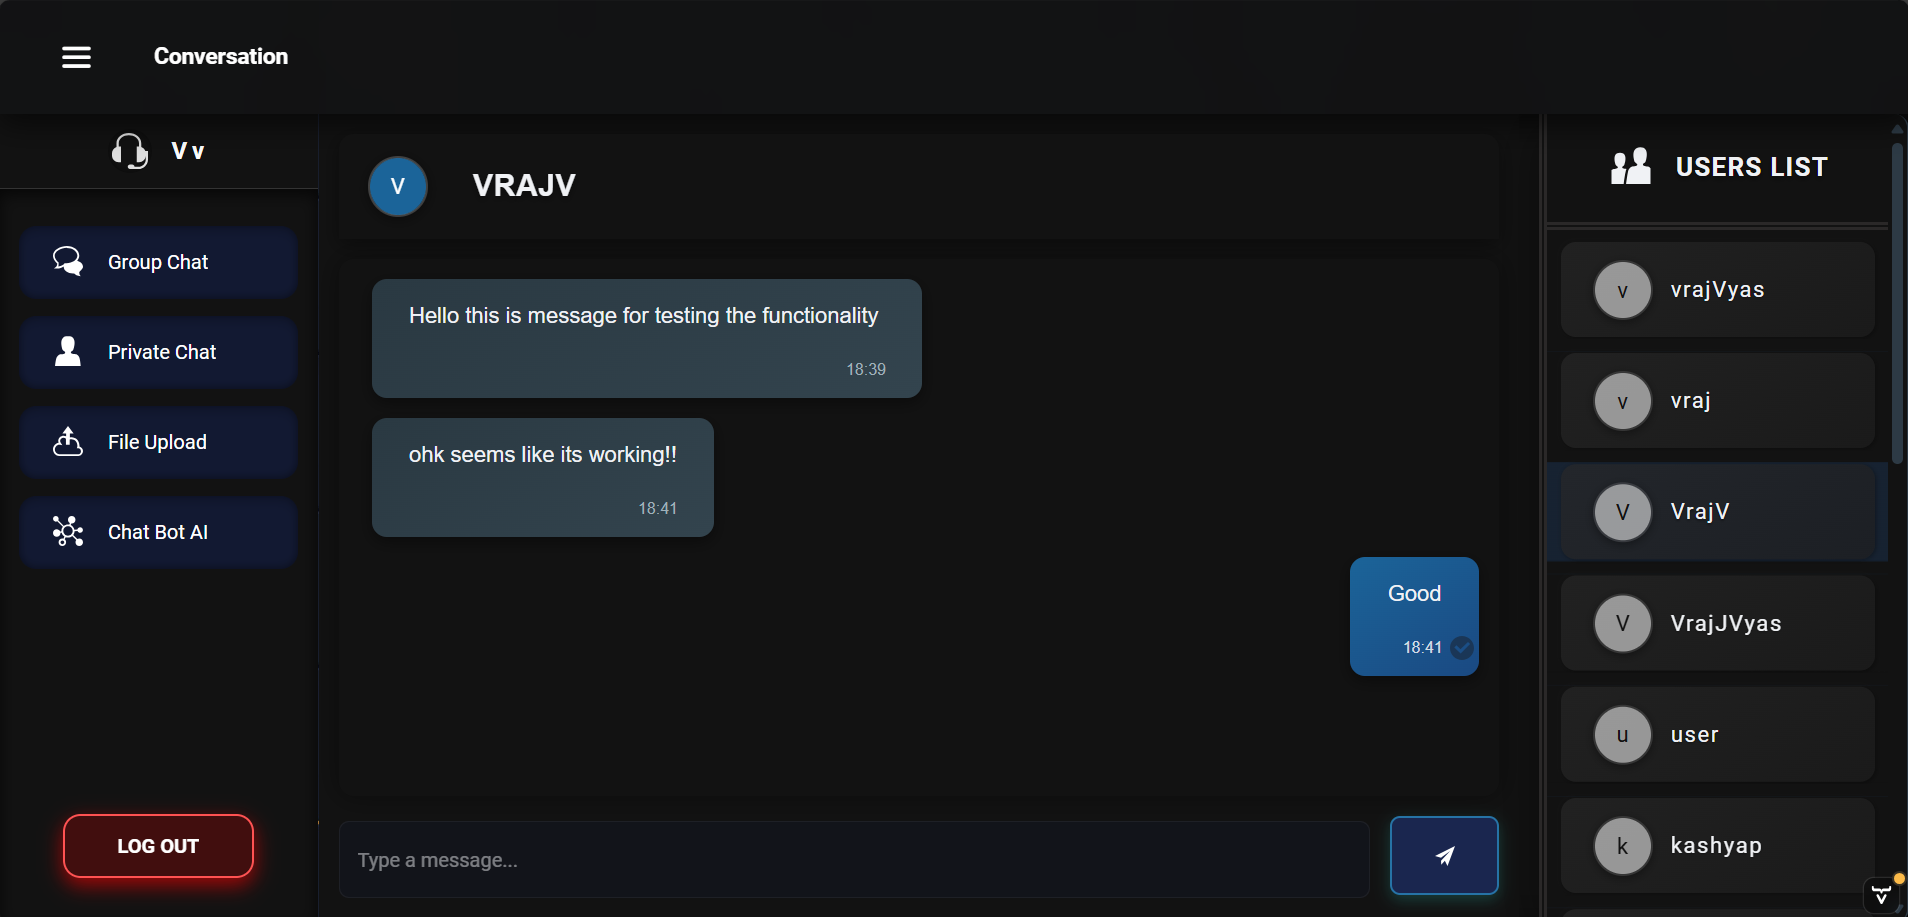 Conversation
V v
Group Chat
Private Chat
File Upload
Chat Bot AI
LOG OUT
V
VRAJV
Hello this is message for testing the functionality
18:39
ohk seems like its working!!
18:41
Good
18:41
Type a message...
USERS LIST
v
vrajVyas
v
vraj
V
VrajV
V
VrajJVyas
u
user
k
kashyap